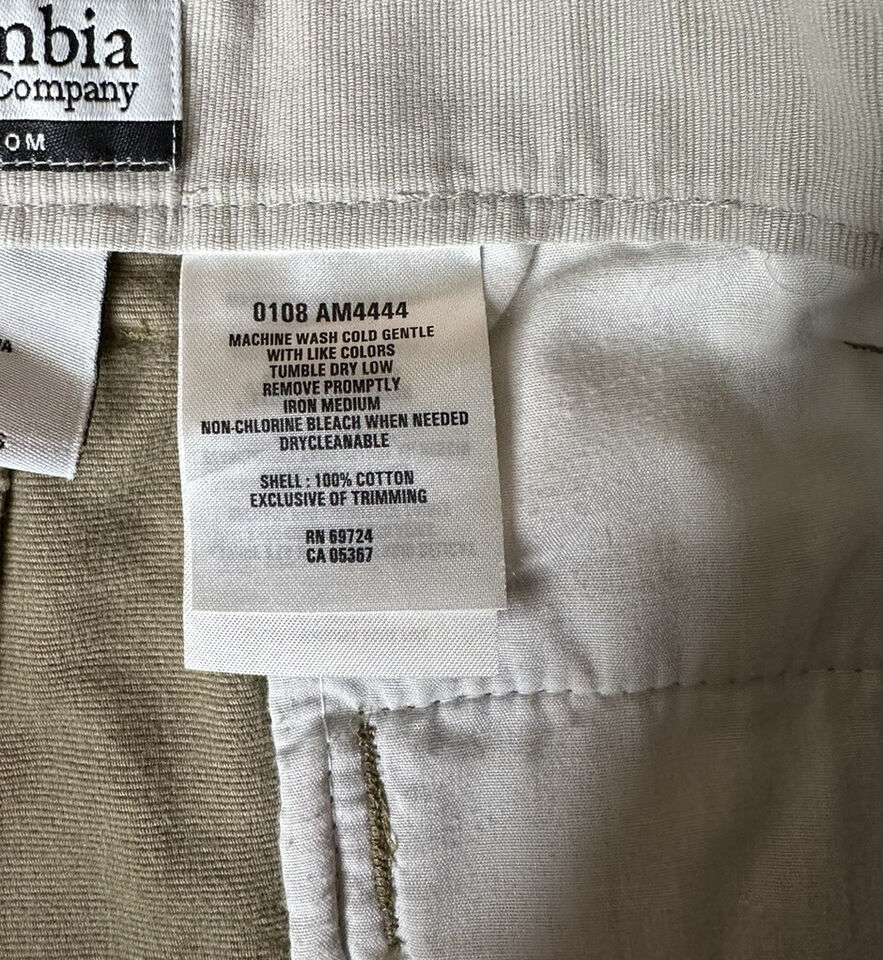 mbia
Company
OM
0108 AM4444
MACHINE WASH COLD GENTLE
WITH LIKE COLORS
TUMBLE DRY LOW
REMOVE PROMPTLY
IRON MEDIUM
NON-CHLORINE BLEACH WHEN NEEDED
DRYCLEANABLE
SHELL : 100% COTTON
EXCLUSIVE OF TRIMMING
RN 69724
CA 05367